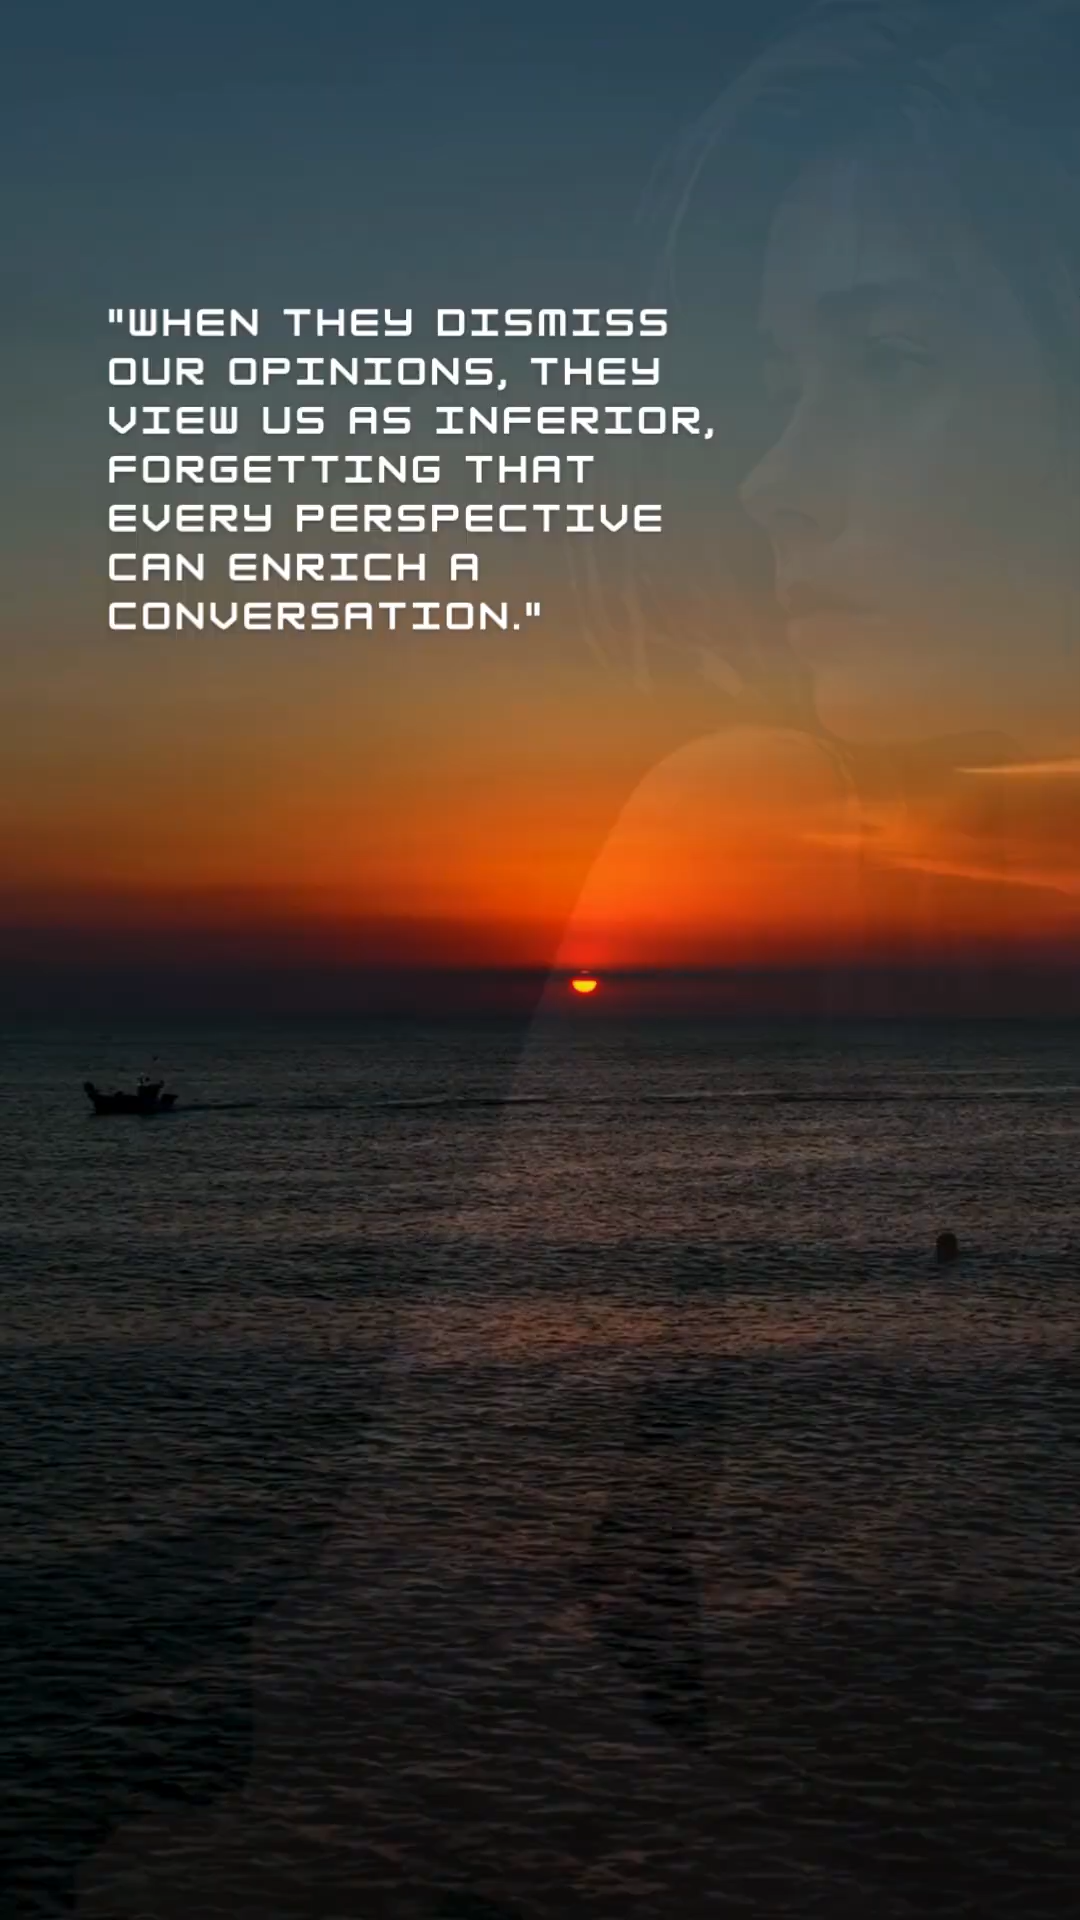 "WHEN THEY DISMISS
OUR OPINIONS, THEY
VIEW US AS INFERIOR,
FORGETTING THAT
EVERY PERSPECTIVE
CAN ENRICH A
CONVERSATION."